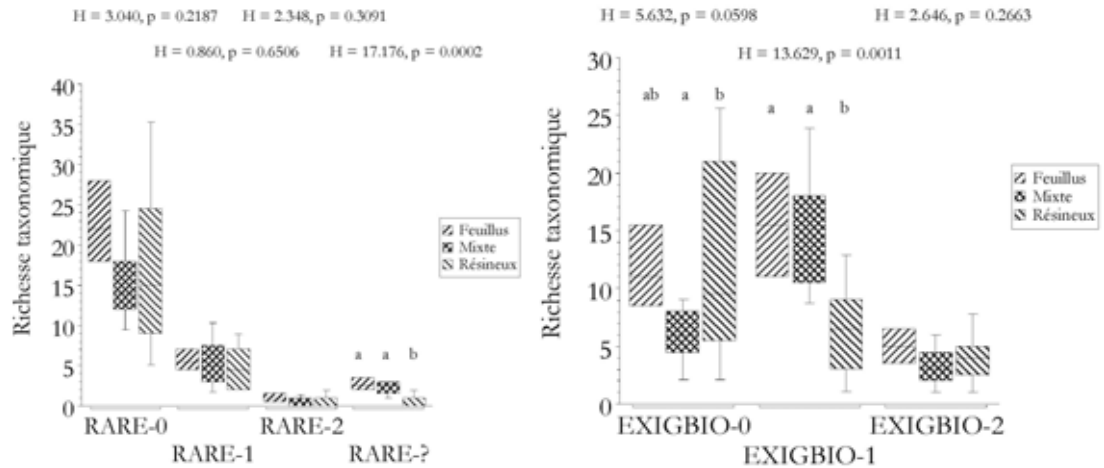 H = 3.040, p = 0.2187 H = 2.348, p = 0.3091
H = 0.860, p = 0.6506 H = 17.176, p = 0.0002
Richesse taxonomique
40
35
30
25
20
15
10
5
0
a a b
Feuillus
Mixte
Résineux
RARE-0 RARE-2
RARE-1 RARE-?
H = 5.632, p = 0.0598 H = 2.646, p = 0.2663
H = 13.629, p = 0.0011
Richesse taxonomique
30
25
20
15
10
5
0
ab a b a a b
Feuillus
Mixte
Résineux
EXIGBIO-0 EXIGBIO-2
EXIGBIO-1